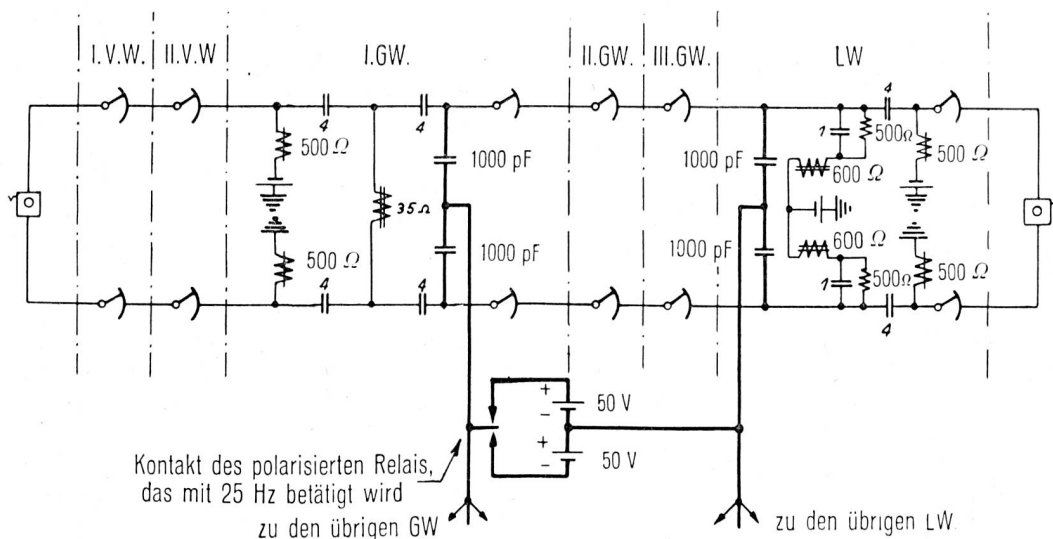 I.V.W. II.V.W I.GW. II.GW. III.GW. LW
4 4 4
500 Ω 1000 pF 1000 pF 1 500Ω 500 Ω
600 Ω
35Ω
600 Ω
500 Ω 1000 pF 1000 pF 1 500Ω 500 Ω
4 4 4
+
− 50 V
+
− 50 V
Kontakt des polarisierten Relais,
das mit 25 Hz betätigt wird
zu den übrigen GW
zu den übrigen LW.